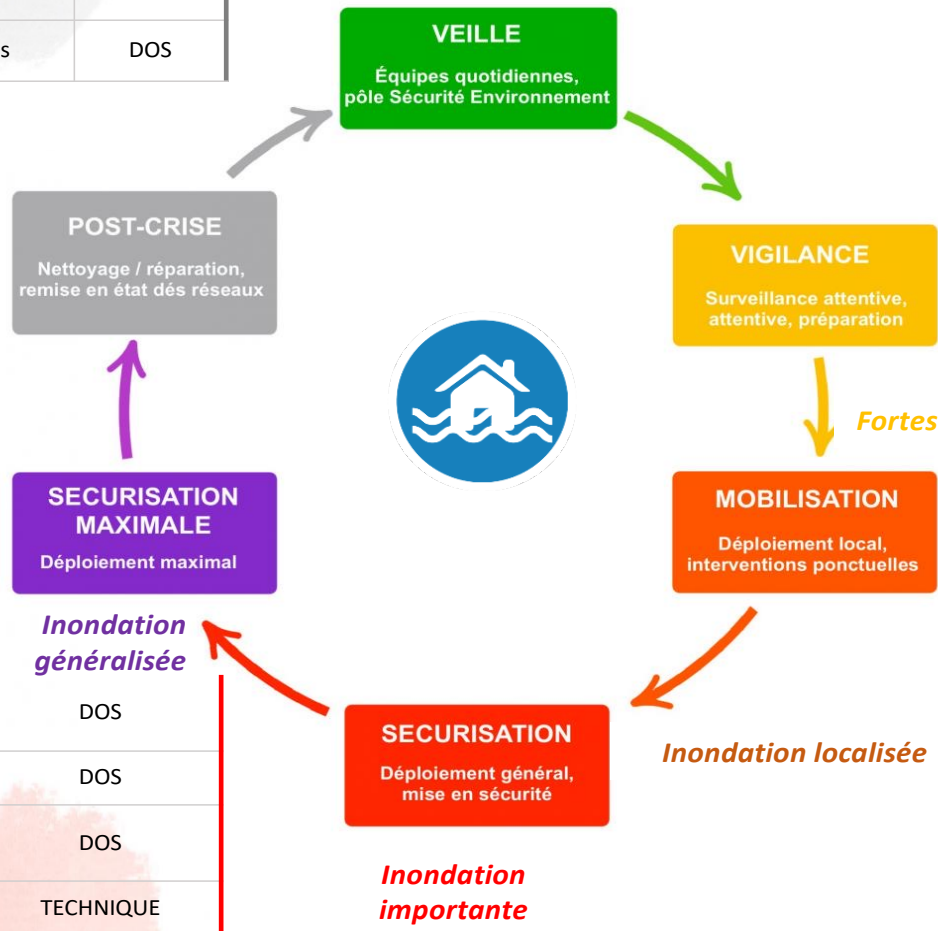 s
DOS
VEILLE
Équipes quotidiennes,
pôle Sécurité Environnement
POST-CRISE
Nettoyage / réparation,
remise en état dés réseaux
VIGILANCE
Surveillance attentive,
attentive, préparation
Fortes
SECURISATION
MAXIMALE
Déploiement maximal
MOBILISATION
Déploiement local,
interventions ponctuelles
Inondation
généralisée
DOS
DOS
DOS
TECHNIQUE
SECURISATION
Déploiement général,
mise en sécurité
Inondation localisée
Inondation
importante